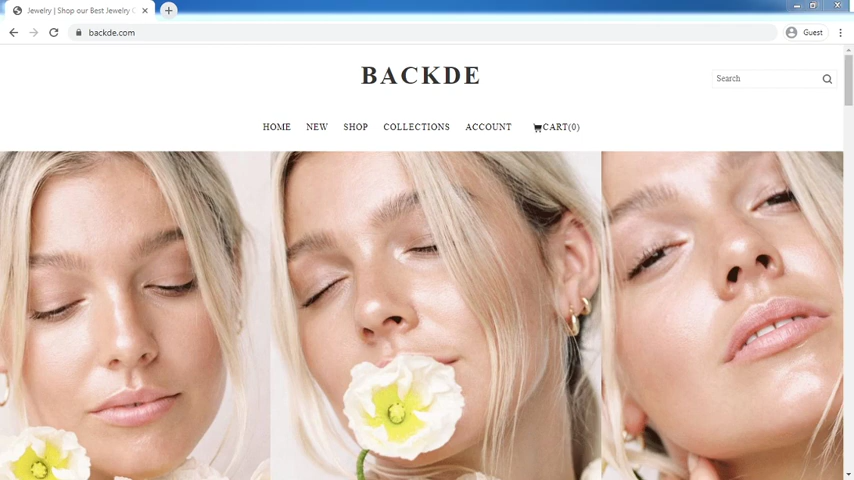 Jewelry | Shop our Best Jewelry
backde.com
Guest
BACKDE
Search
HOME NEW SHOP COLLECTIONS ACCOUNT CART(0)